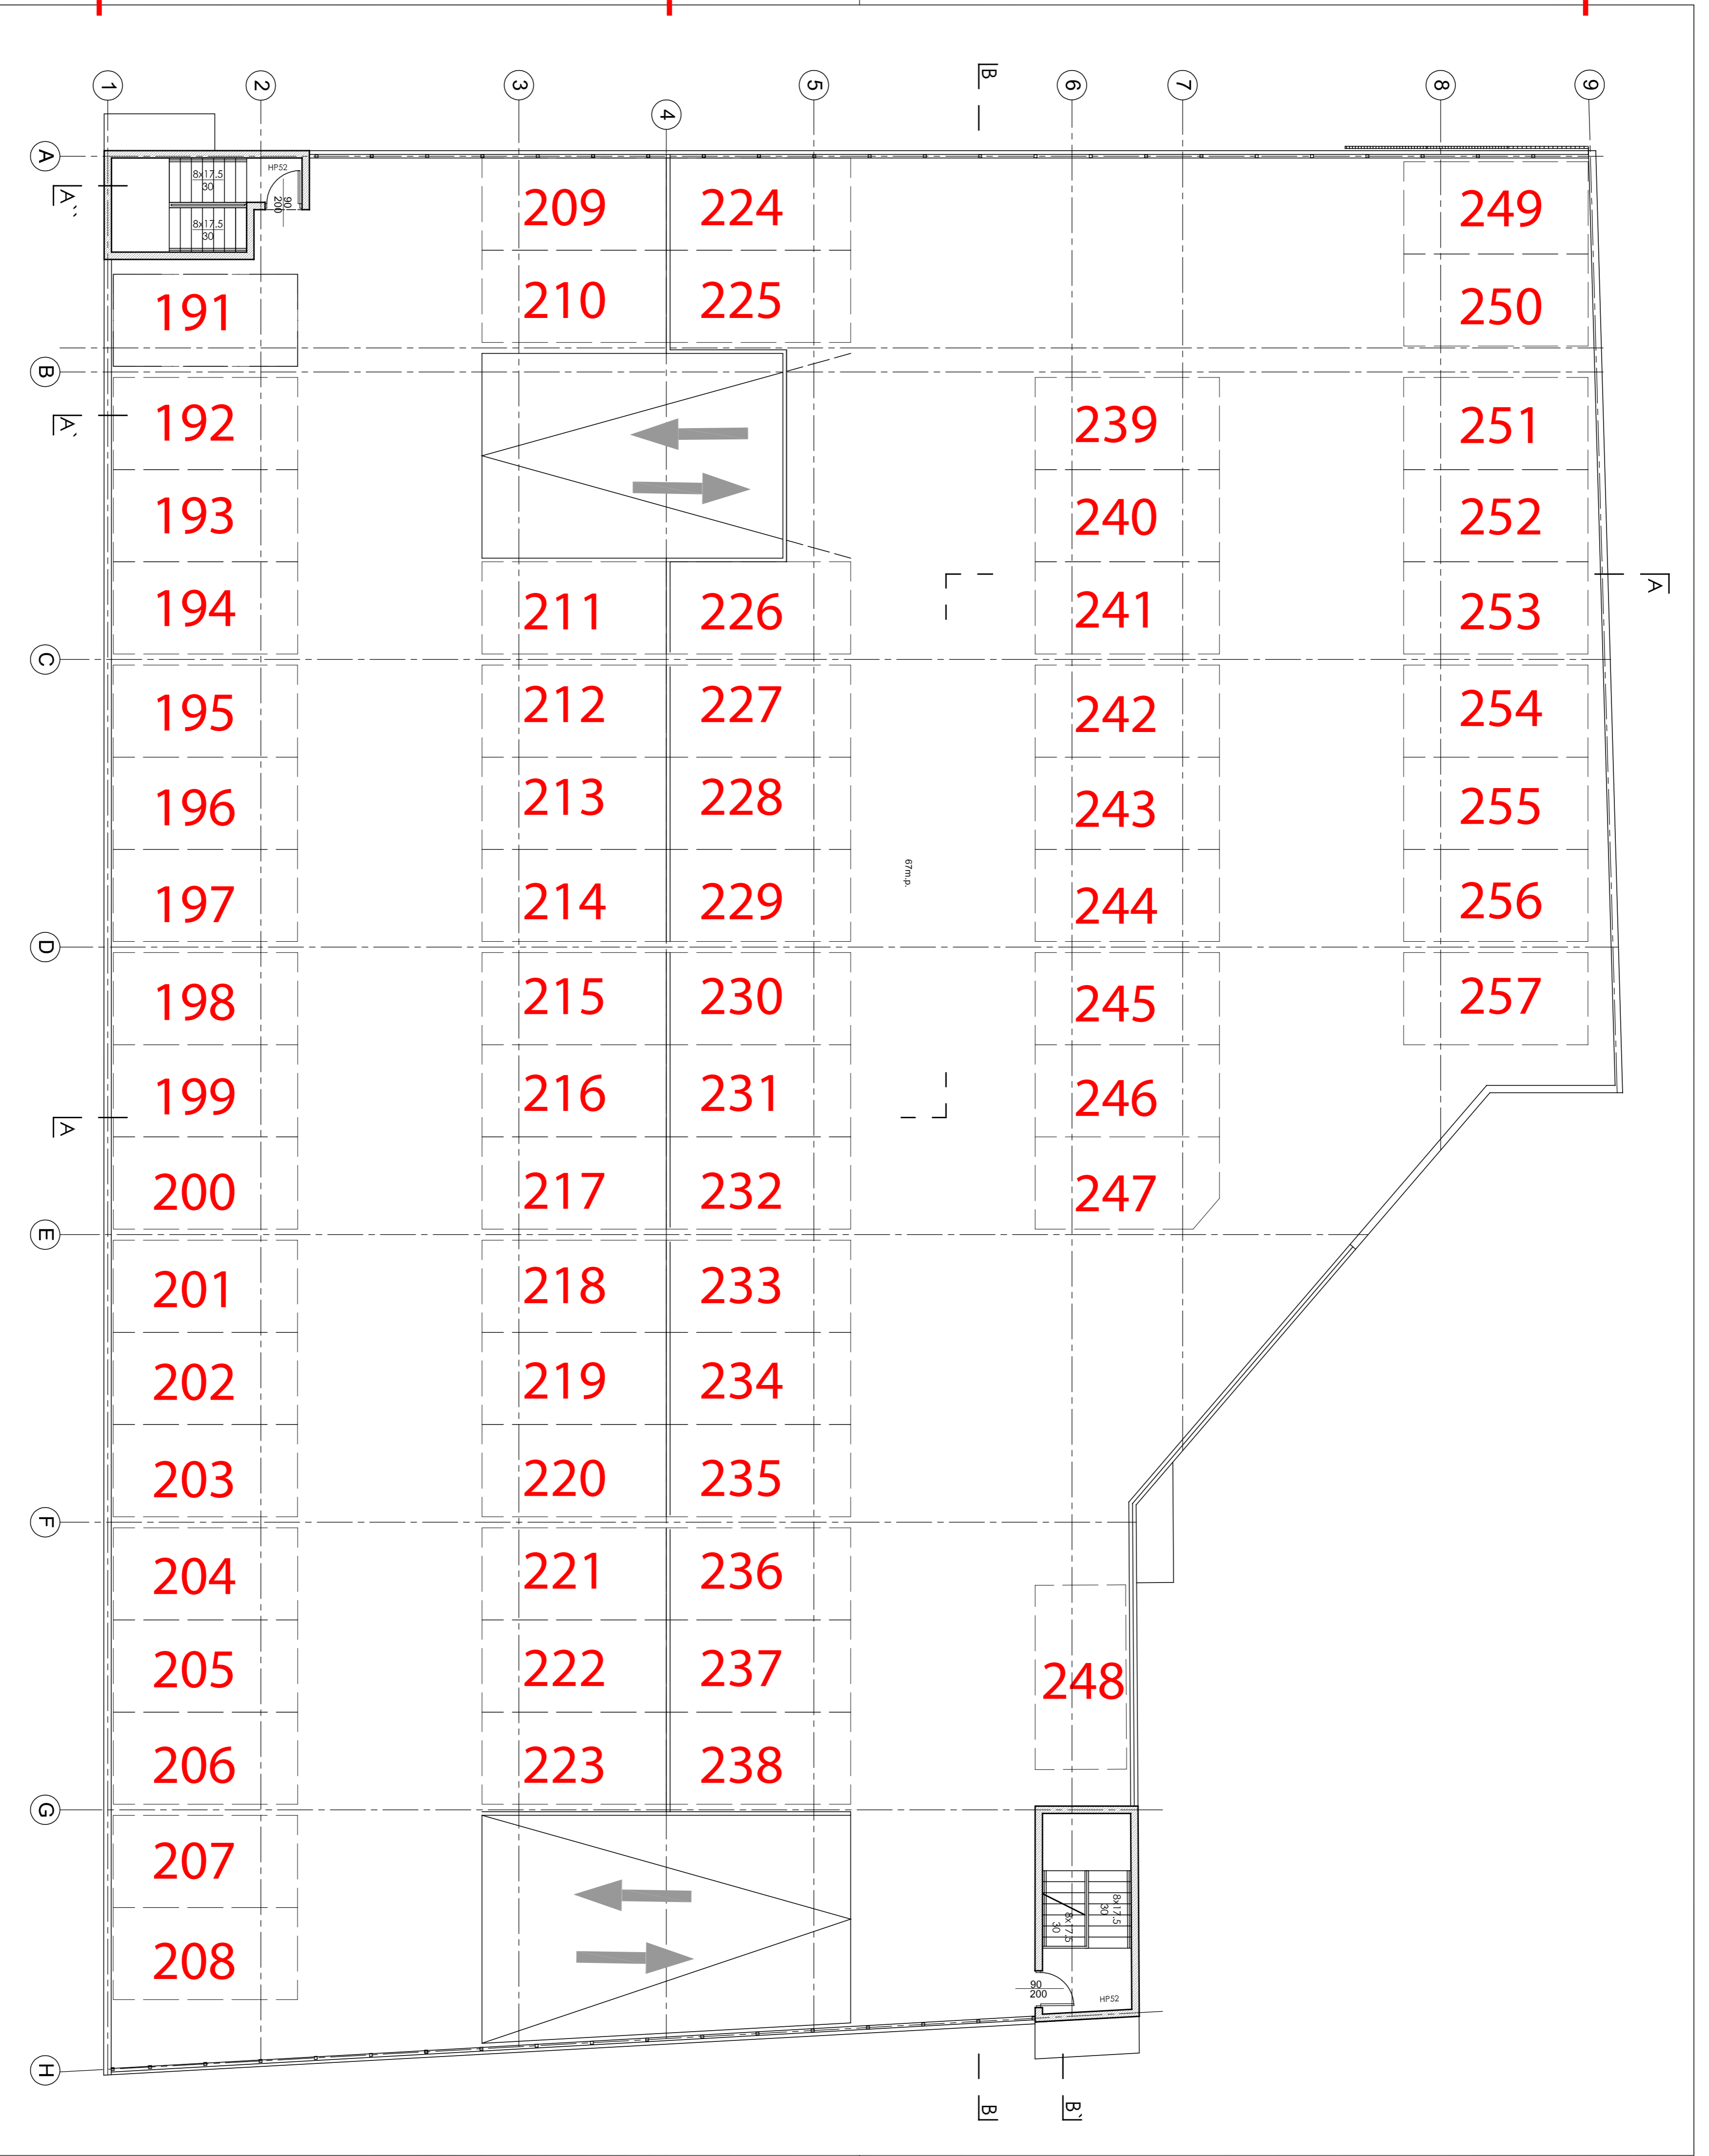 1 2 3 4 5 6 7 8 9
B
A
8x17.5
30
HP52
90
200
8x17.5
30
A``
209 224 249
210 225 250
191
B
A`
192 239 251
193 240 252
194 211 226 241 253
A
C
195 212 227 242 254
196 213 228 243 255
67m.p.
197 214 229 244 256
D
198 215 230 245 257
199 216 231 246
A
200 217 232 247
E
201 218 233
202 219 234
203 220 235
F
204 221 236
205 222 237 248
206 223 238
G
207
8x17.5
30
8x17.5
30
208
90
200
HP52
H
B
B`